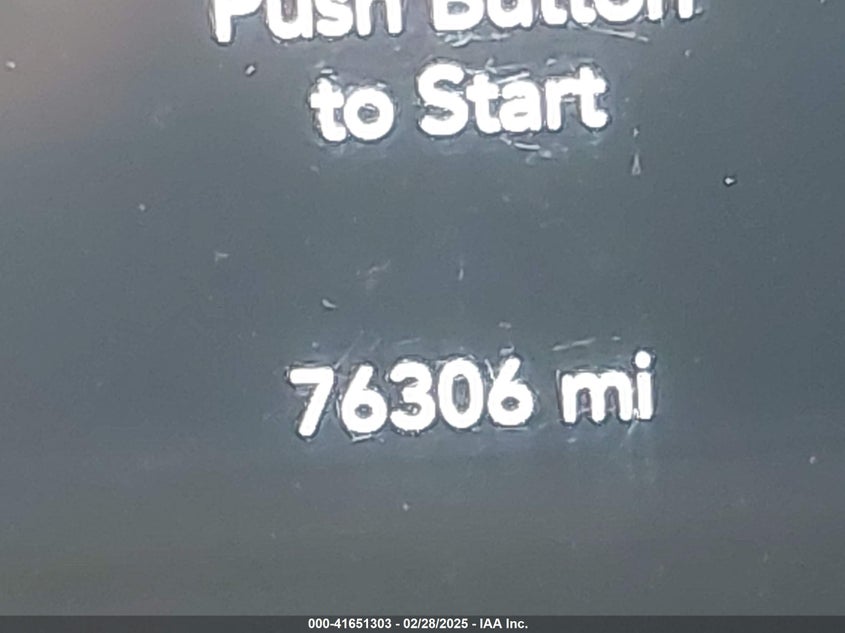 Push Button
to Start
76306 mi
000-41651303 - 02/28/2025 - IAA Inc.